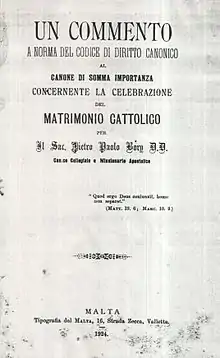 UN COMMENTO
A NORMA DEL CODICE DI DIRITTO CANONICO
AL
CANONE DI SOMMA IMPORTANZA
CONCERNENTE LA CELEBRAZIONE
DEL
MATRIMONIO CATTOLICO
PER
Il Sac. Pietro Paolo Bory D.D.
Can.co Collegiale e Missionario Apostolico
"Quod ergo Deus coniunxit, homo
non separet."
(MATT. 19. 6; MARC. 10. 9)
MALTA
Tipografia del Malta, 16, Strada Zecca, Valletta.
1924.